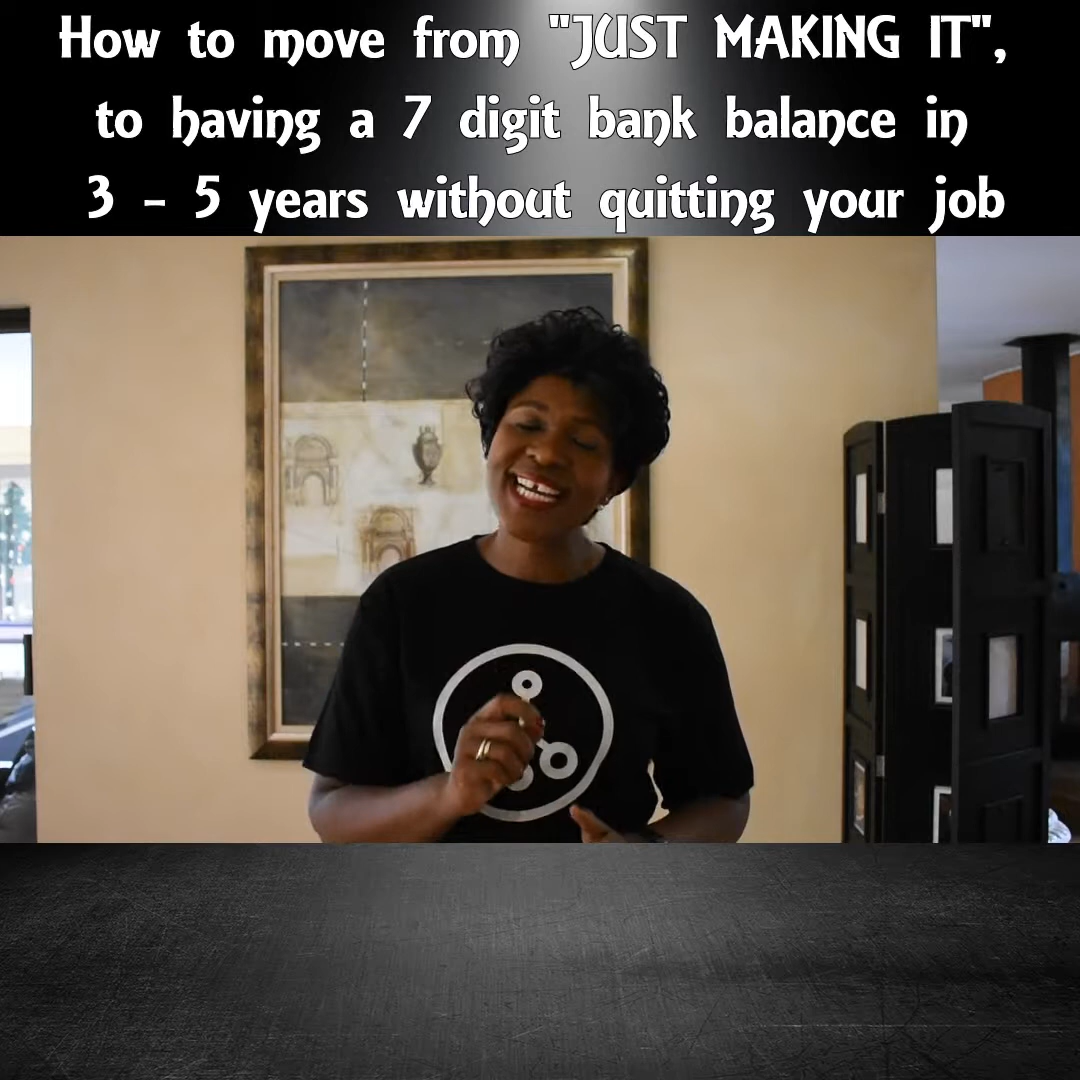 How to move from "JUST MAKING IT",
to having a 7 digit bank balance in
3 - 5 years without quitting your job